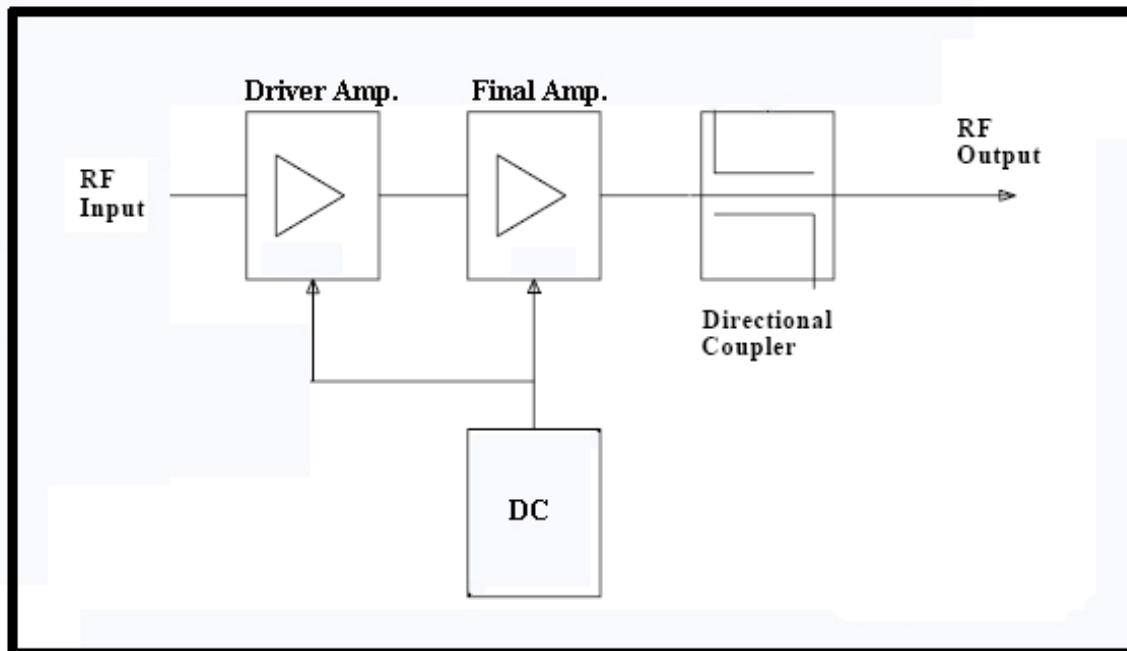 Driver Amp.
Final Amp.
RF
Input
RF
Output
Directional
Coupler
DC